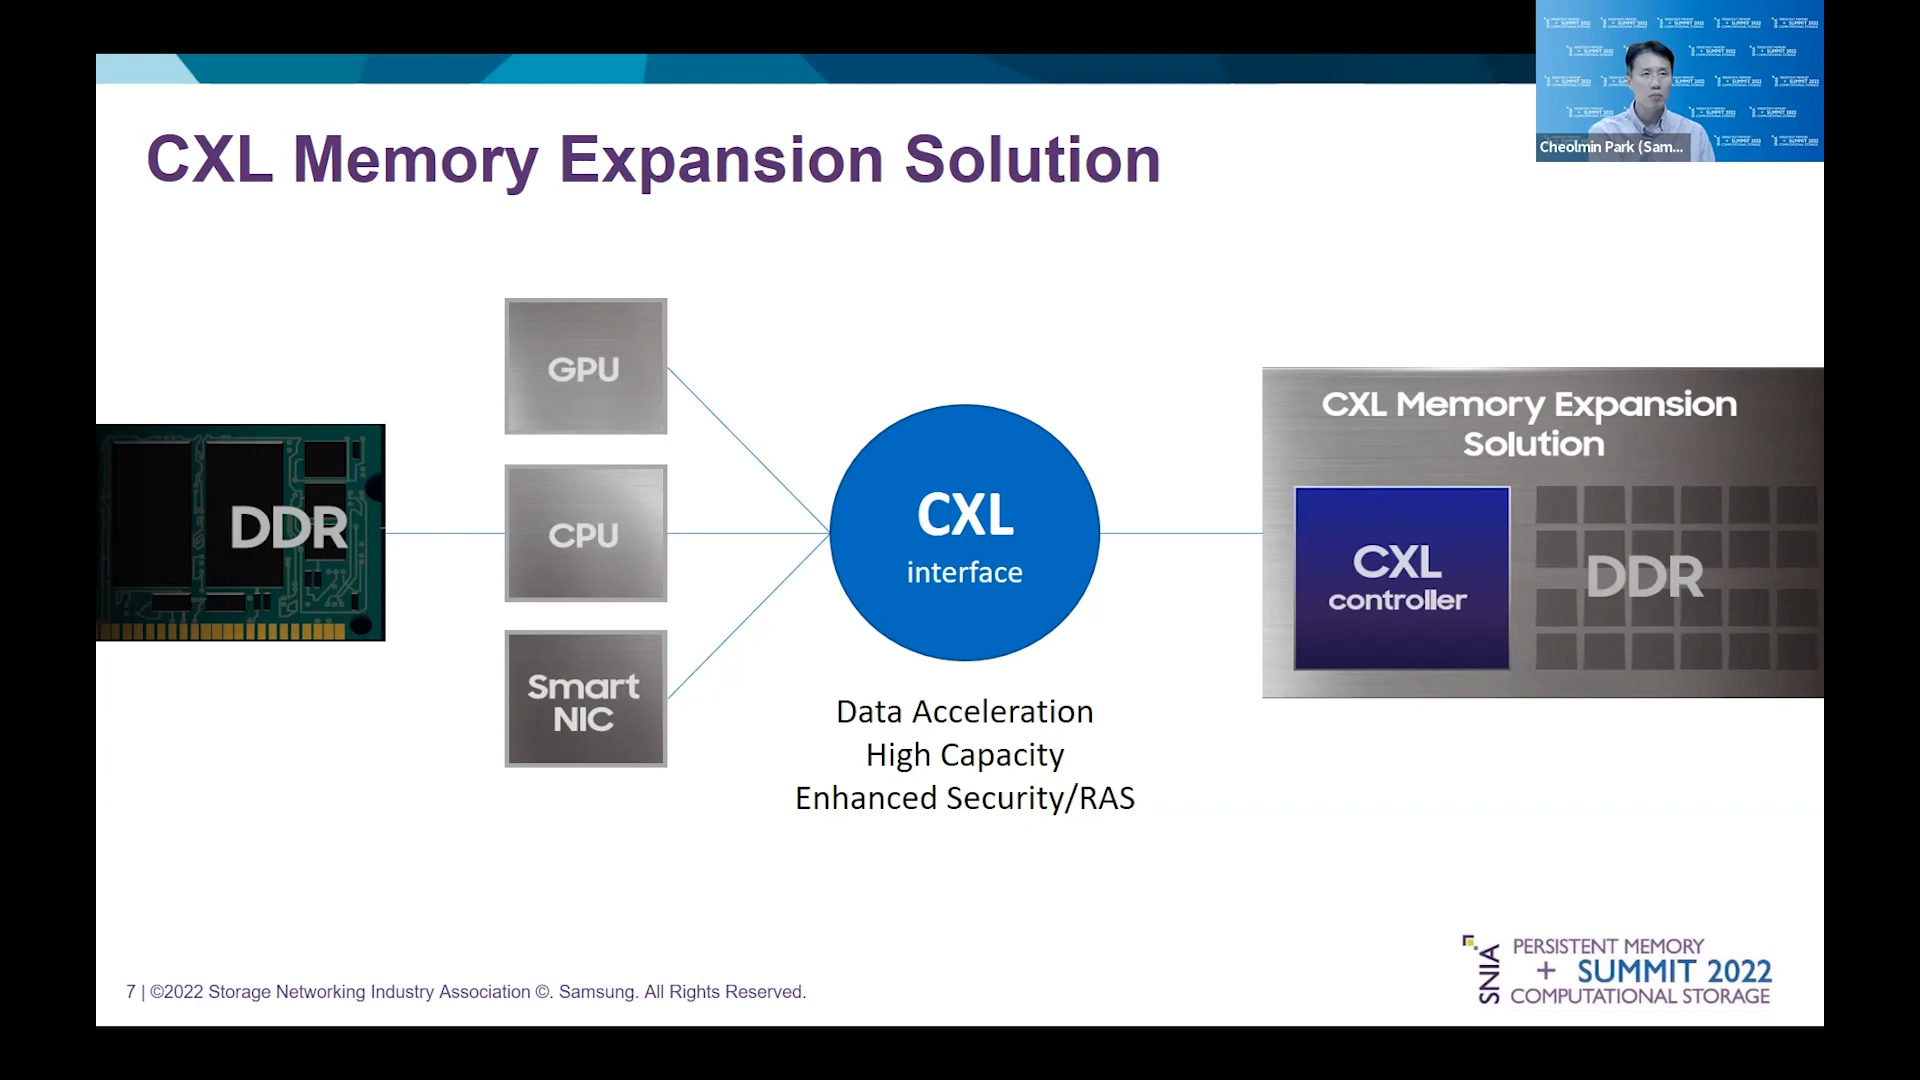 CXL Memory Expansion Solution
Cheolmin Park (Sam...
GPU
DDR
CPU
Smart
NIC
CXL
interface
Data Acceleration
High Capacity
Enhanced Security/RAS
CXL Memory Expansion
Solution
CXL
controller
DDR
7 | ©2022 Storage Networking Industry Association ©. Samsung. All Rights Reserved.
SNIA
PERSISTENT MEMORY
+ SUMMIT 2022
COMPUTATIONAL STORAGE